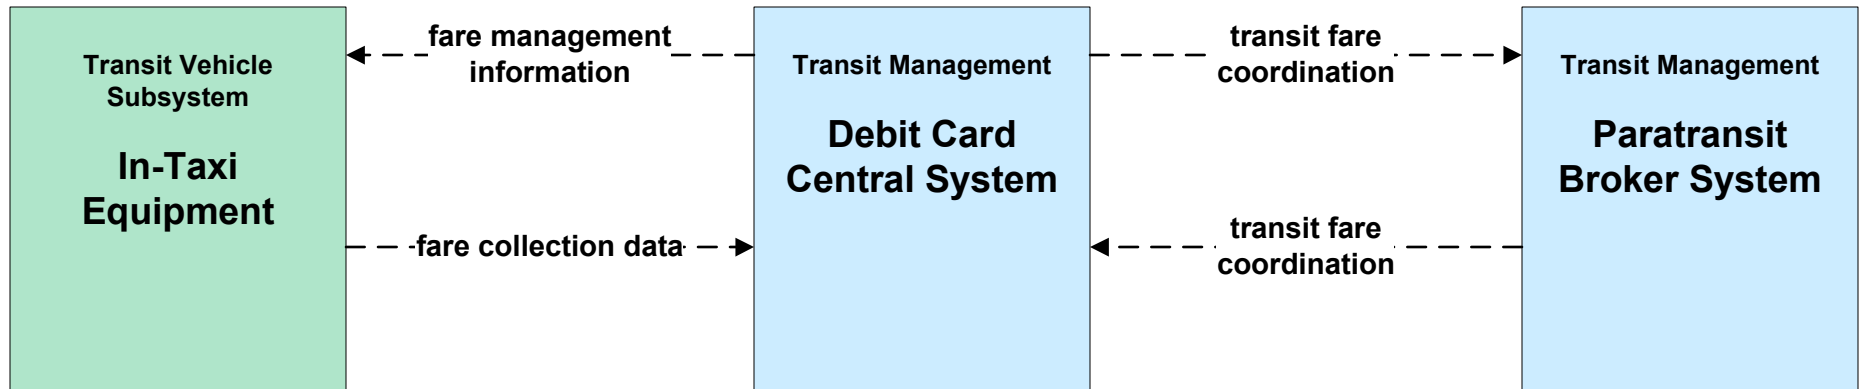 Transit Vehicle
Subsystem
In-Taxi
Equipment
fare management
information
fare collection data
Transit Management
Debit Card
Central System
transit fare
coordination
transit fare
coordination
Transit Management
Paratransit
Broker System